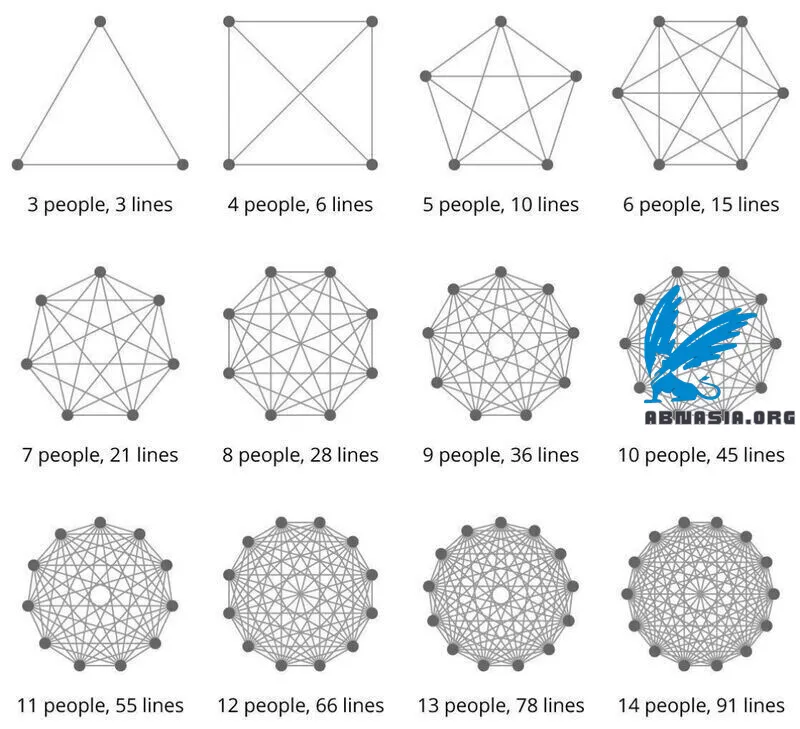 3 people, 3 lines
4 people, 6 lines
5 people, 10 lines
6 people, 15 lines
ABNASIA.ORG
7 people, 21 lines
8 people, 28 lines
9 people, 36 lines
10 people, 45 lines
11 people, 55 lines
12 people, 66 lines
13 people, 78 lines
14 people, 91 lines